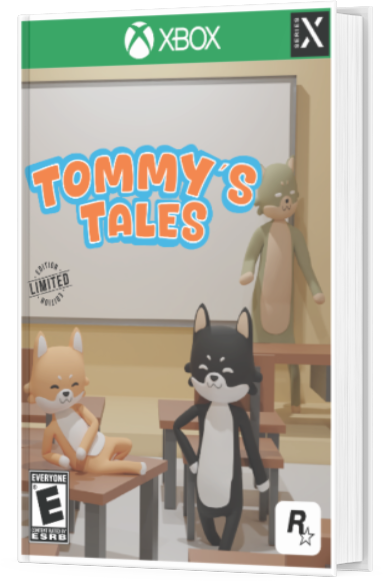 XBOX
SERIES X
TOMMY'S
TALES
EDITION
LIMITED
EDITION
EVERYONE
E
CONTENT RATED BY
ESRB
R